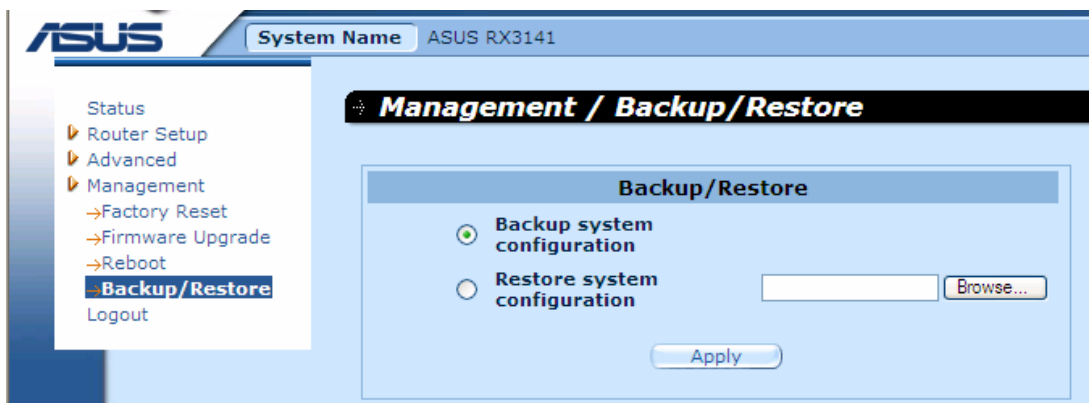 ASUS
System Name ASUS RX3141
Status
Router Setup
Advanced
Management
→Factory Reset
→Firmware Upgrade
→Reboot
→Backup/Restore
Logout
Management / Backup/Restore
Backup/Restore
Backup system
configuration
Restore system
configuration
Browse...
Apply